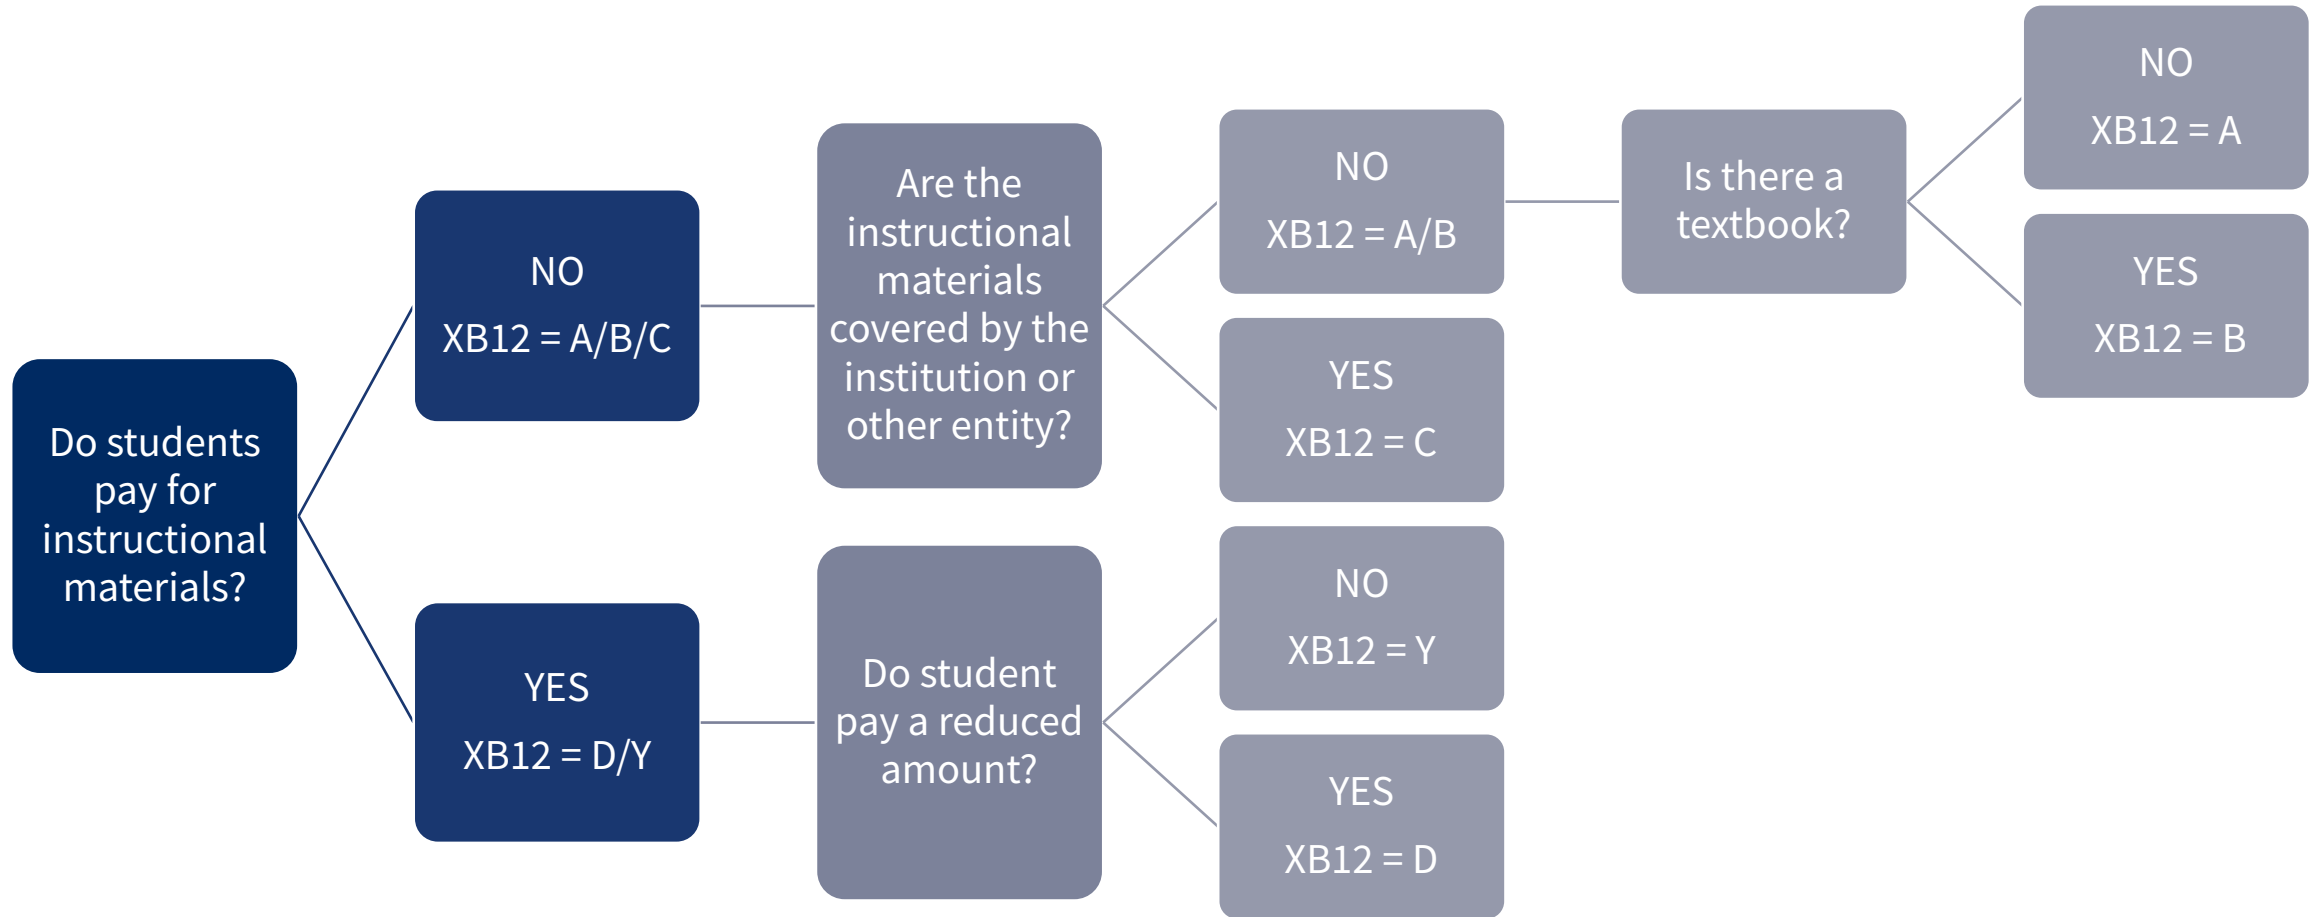 Do students
pay for
instructional
materials?
NO
XB12 = A/B/C
Are the
instructional
materials
covered by the
institution or
other entity?
NO
XB12 = A/B
Is there a
textbook?
NO
XB12 = A
YES
XB12 = B
YES
XB12 = C
YES
XB12 = D/Y
Do student
pay a reduced
amount?
NO
XB12 = Y
YES
XB12 = D